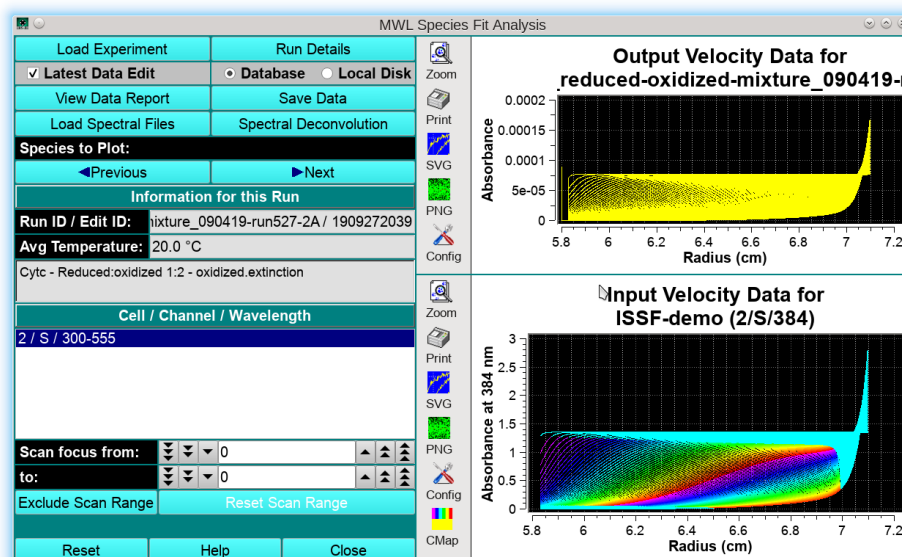 MWL Species Fit Analysis
Load Experiment
Run Details
Latest Data Edit
Database
Local Disk
View Data Report
Save Data
Load Spectral Files
Spectral Deconvolution
Species to Plot:
Previous
Next
Information for this Run
Run ID / Edit ID:
ixture_090419-run527-2A / 1909272039
Avg Temperature:
20.0 °C
Cytc - Reduced:oxidized 1:2 - oxidized.extinction
Cell / Channel / Wavelength
2 / S / 300-555
Scan focus from:
0
to:
0
Exclude Scan Range
Reset Scan Range
Reset
Help
Close
Zoom
Print
SVG
PNG
Config
Output Velocity Data for
_reduced-oxidized-mixture_090419-r
Absorbance
0.0002
0.00015
0.0001
5e-05
0
5.8
6
6.2
6.4
6.6
6.8
7
7.2
Radius (cm)
Zoom
Print
SVG
PNG
Config
CMap
Input Velocity Data for
ISSF-demo (2/S/384)
Absorbance at 384 nm
3
2.5
2
1.5
1
0.5
0
5.8
6
6.2
6.4
6.6
6.8
7
7.2
Radius (cm)